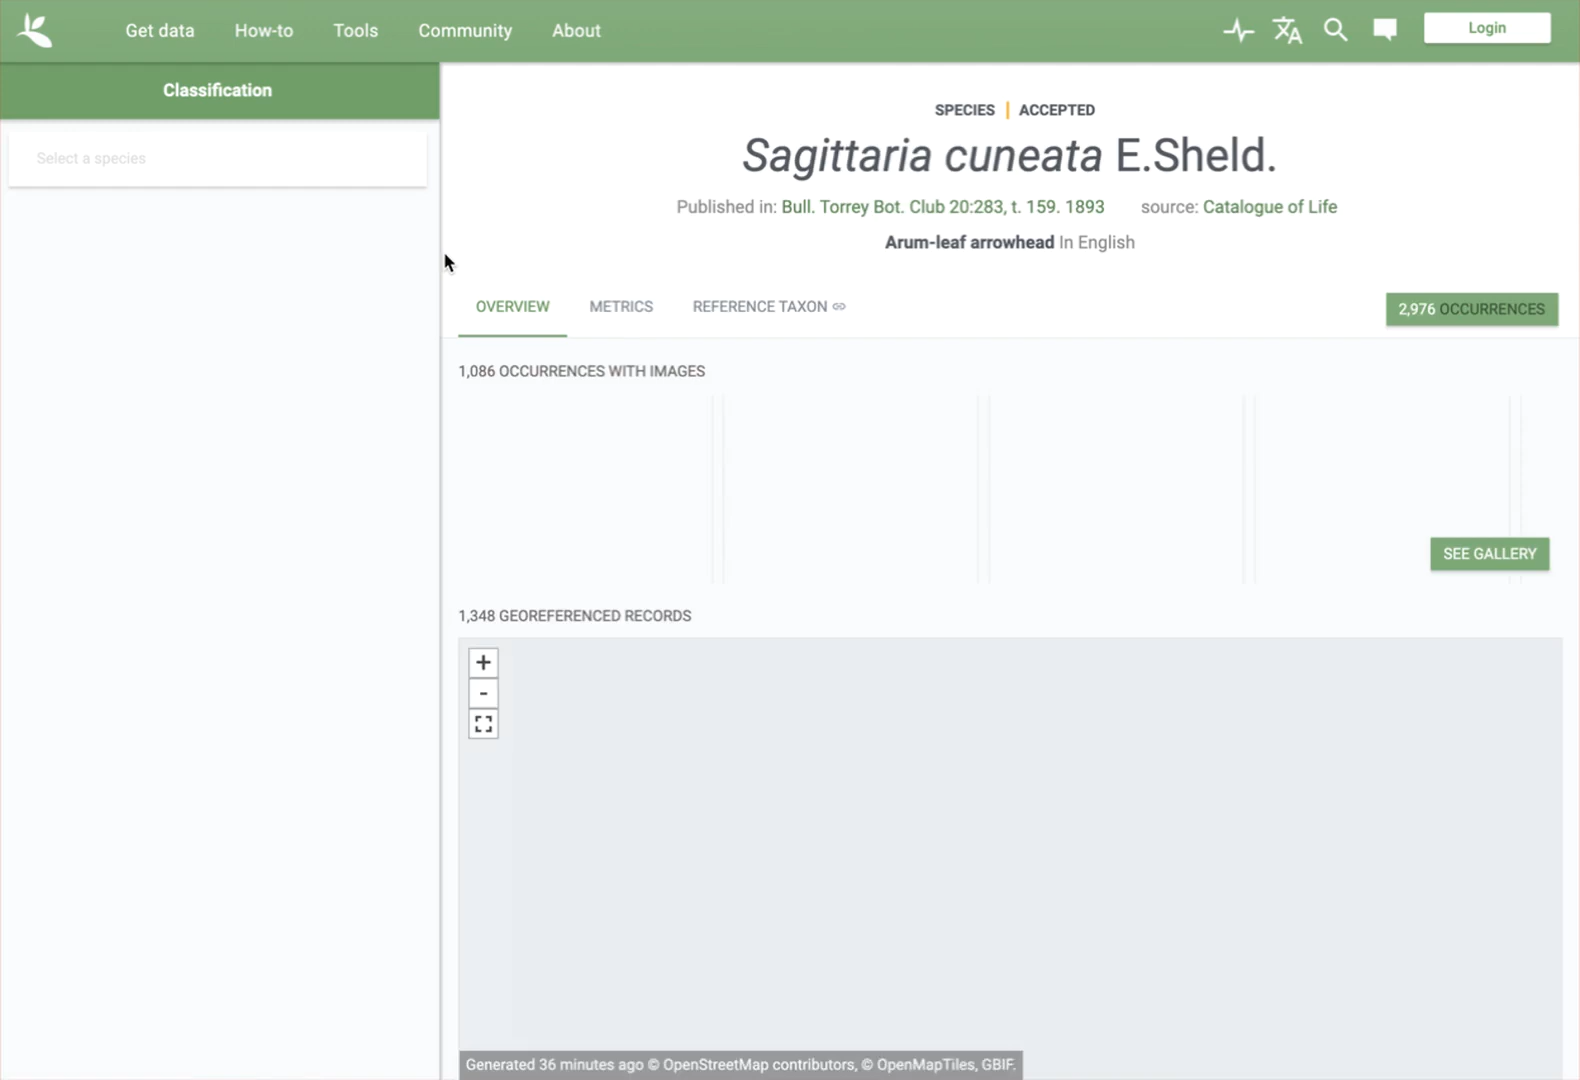 Get data How-to Tools Community About Login
Classification
Select a species
SPECIES ACCEPTED
Sagittaria cuneata E.Sheld.
Published in: Bull. Torrey Bot. Club 20:283, t. 159. 1893 source: Catalogue of Life
Arum-leaf arrowhead In English
OVERVIEW METRICS REFERENCE TAXON 2,976 OCCURRENCES
1,086 OCCURRENCES WITH IMAGES
SEE GALLERY
1,348 GEOREFERENCED RECORDS
+
-
Generated 36 minutes ago © OpenStreetMap contributors, © OpenMapTiles, GBIF.